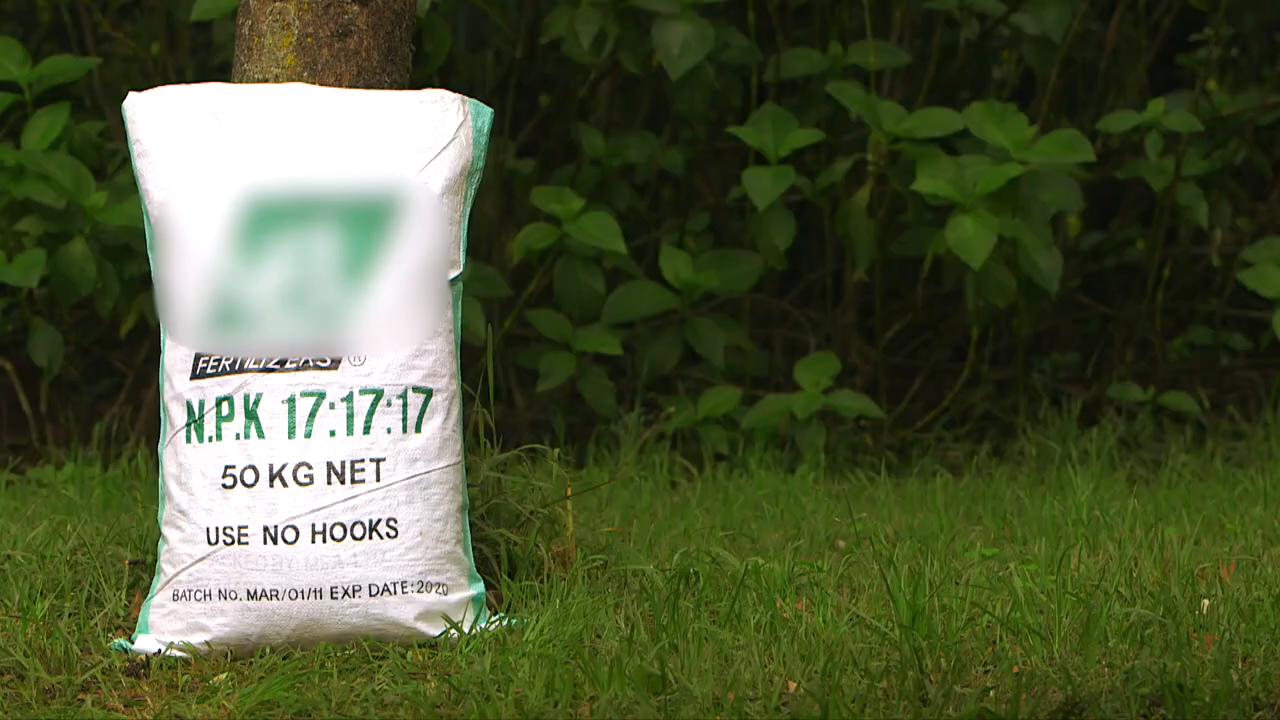 FERTILIZERS ®
N.P.K 17:17:17
50 KG NET
USE NO HOOKS
BATCH No. MAR/01/11 EXP. DATE:2020